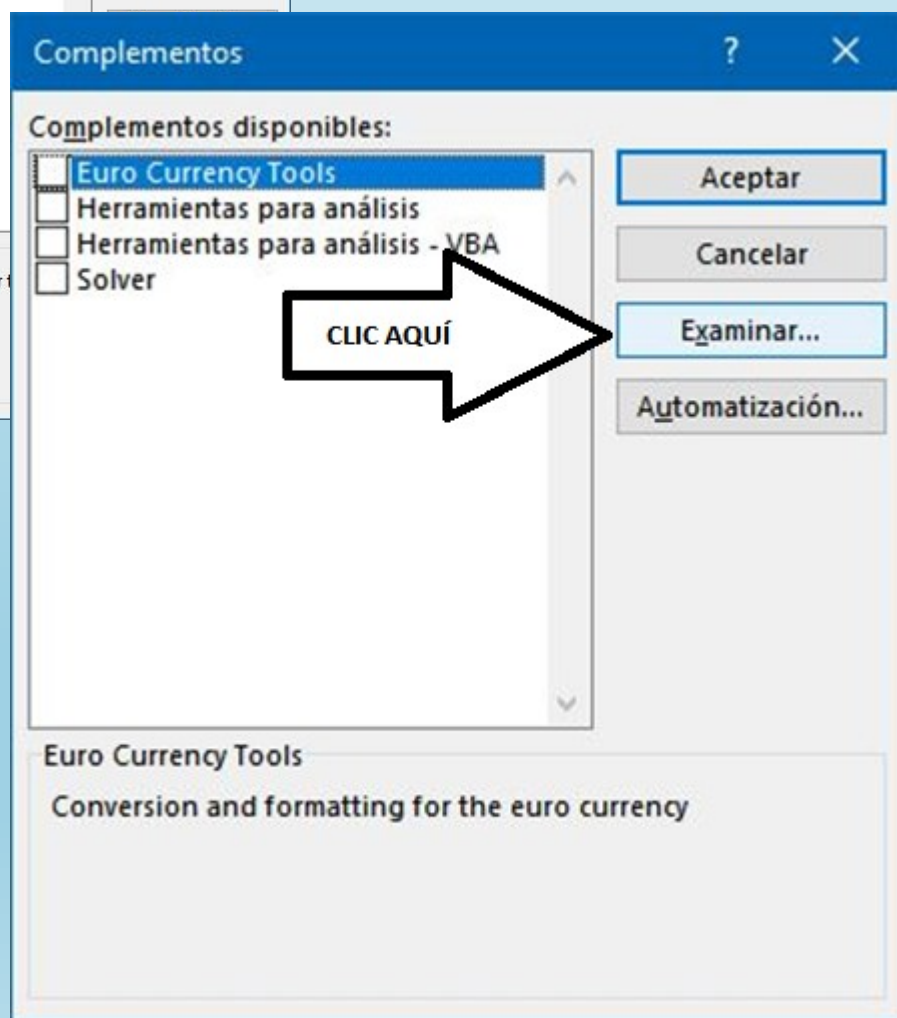 Complementos
?
Complementos disponibles:
Euro Currency Tools
Herramientas para análisis
Herramientas para análisis - VBA
Solver
Aceptar
Cancelar
Examinar...
Automatización...
CLIC AQUÍ
Euro Currency Tools
Conversion and formatting for the euro currency